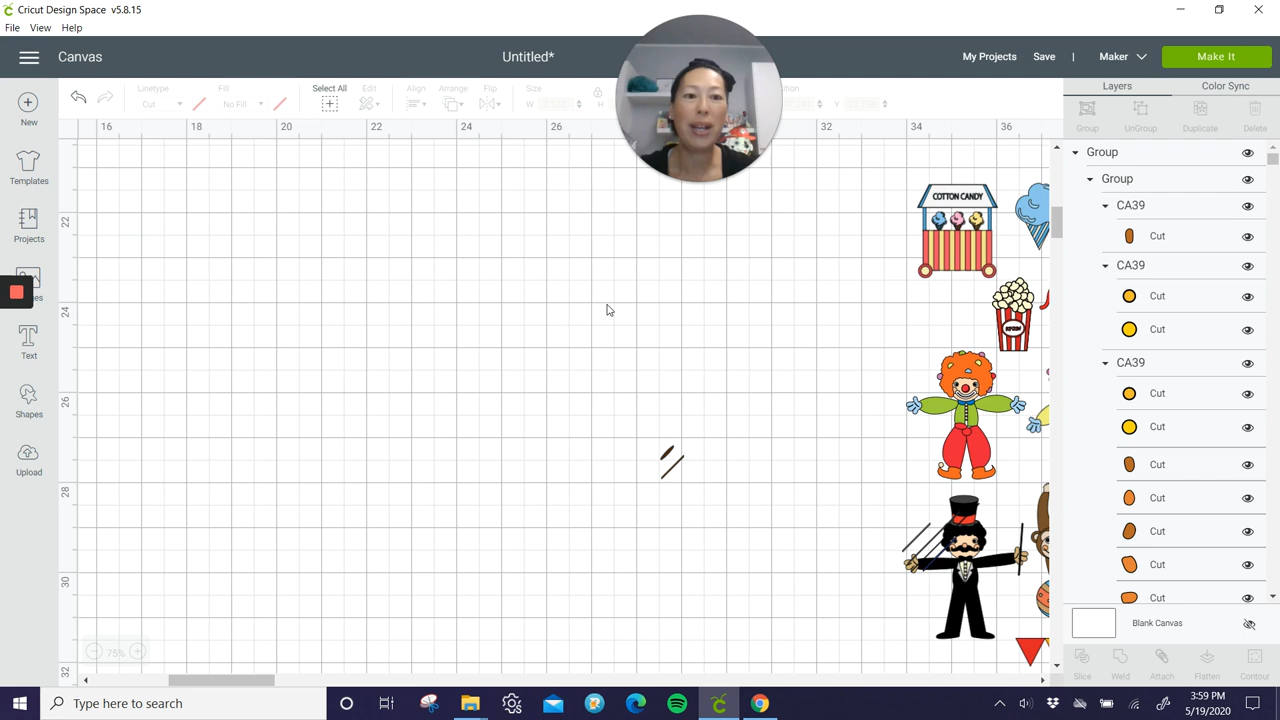 Cricut Design Space v5.8.15
File View Help
Canvas
Untitled*
My Projects Save | Maker Make It
Linetype Fill Select All Edit Align Arrange Flip Size
Cut No Fill W H Y
Layers Color Sync
Group UnGroup Duplicate Delete
New
Templates
Projects
Text
Shapes
Upload
16 18 20 22 24 26 32 34 36
22
24
26
28
30
32
COTTON CANDY
Group
Group
CA39
Cut
CA39
Cut
Cut
CA39
Cut
Cut
Cut
Cut
Cut
Cut
Cut
Blank Canvas
75%
Slice Weld Attach Flatten Contour
Type here to search
3:59 PM
5/19/2020